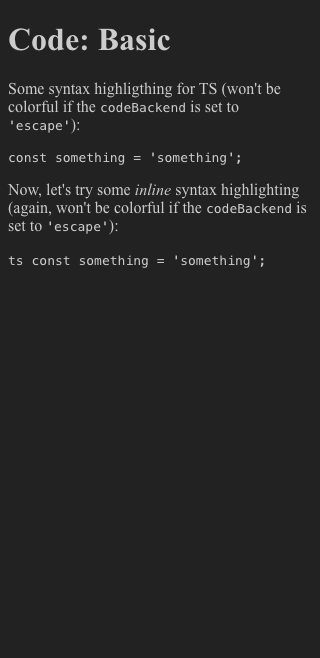 Code: Basic
Some syntax highligthing for TS (won't be
colorful if the codeBackend is set to
'escape'):
const something = 'something';
Now, let's try some inline syntax highlighting
(again, won't be colorful if the codeBackend is
set to 'escape'):
ts const something = 'something';